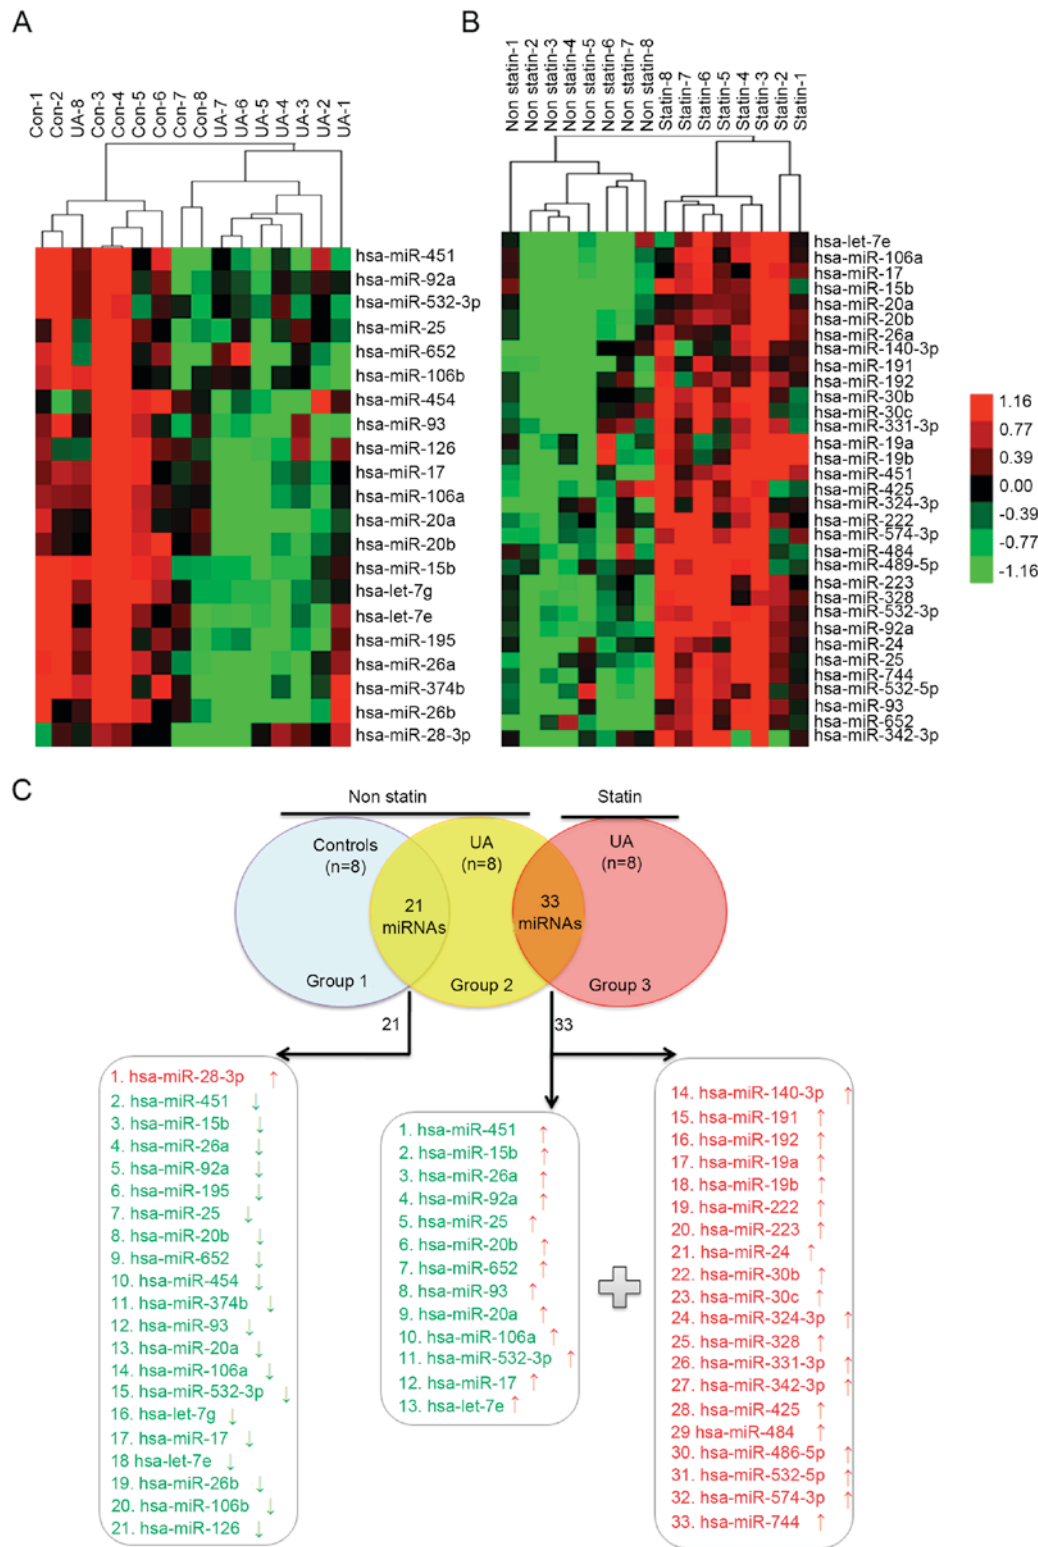 A
Con-1
Con-2
UA-8
Con-3
Con-4
Con-5
Con-6
Con-7
Con-8
UA-7
UA-6
UA-5
UA-4
UA-3
UA-2
UA-1
hsa-miR-451
hsa-miR-92a
hsa-miR-532-3p
hsa-miR-25
hsa-miR-652
hsa-miR-106b
hsa-miR-454
hsa-miR-93
hsa-miR-126
hsa-miR-17
hsa-miR-106a
hsa-miR-20a
hsa-miR-20b
hsa-miR-15b
hsa-let-7g
hsa-let-7e
hsa-miR-195
hsa-miR-26a
hsa-miR-374b
hsa-miR-26b
hsa-miR-28-3p
B
Non statin-1
Non statin-2
Non statin-3
Non statin-4
Non statin-5
Non statin-6
Non statin-7
Non statin-8
Statin-8
Statin-7
Statin-6
Statin-5
Statin-4
Statin-3
Statin-2
Statin-1
hsa-let-7e
hsa-miR-106a
hsa-miR-17
hsa-miR-15b
hsa-miR-20a
hsa-miR-20b
hsa-miR-26a
hsa-miR-140-3p
hsa-miR-191
hsa-miR-192
hsa-miR-30b
hsa-miR-30c
hsa-miR-331-3p
hsa-miR-19a
hsa-miR-19b
hsa-miR-451
hsa-miR-425
hsa-miR-324-3p
hsa-miR-222
hsa-miR-574-3p
hsa-miR-484
hsa-miR-489-5p
hsa-miR-223
hsa-miR-328
hsa-miR-532-3p
hsa-miR-92a
hsa-miR-24
hsa-miR-25
hsa-miR-744
hsa-miR-532-5p
hsa-miR-93
hsa-miR-652
hsa-miR-342-3p
1.16
0.77
0.39
0.00
-0.39
-0.77
-1.16
C
Non statin
Statin
Controls
(n=8)
UA
(n=8)
UA
(n=8)
21
miRNAs
33
miRNAs
Group 1
Group 2
Group 3
21
33
1. hsa-miR-28-3p ↑
2. hsa-miR-451 ↓
3. hsa-miR-15b ↓
4. hsa-miR-26a ↓
5. hsa-miR-92a ↓
6. hsa-miR-195 ↓
7. hsa-miR-25 ↓
8. hsa-miR-20b ↓
9. hsa-miR-652 ↓
10. hsa-miR-454 ↓
11. hsa-miR-374b ↓
12. hsa-miR-93 ↓
13. hsa-miR-20a ↓
14. hsa-miR-106a ↓
15. hsa-miR-532-3p ↓
16. hsa-let-7g ↓
17. hsa-miR-17 ↓
18 hsa-let-7e ↓
19. hsa-miR-26b ↓
20. hsa-miR-106b ↓
21. hsa-miR-126 ↓
1. hsa-miR-451 ↑
2. hsa-miR-15b ↑
3. hsa-miR-26a ↑
4. hsa-miR-92a ↑
5. hsa-miR-25 ↑
6. hsa-miR-20b ↑
7. hsa-miR-652 ↑
8. hsa-miR-93 ↑
9. hsa-miR-20a ↑
10. hsa-miR-106a ↑
11. hsa-miR-532-3p ↑
12. hsa-miR-17 ↑
13. hsa-let-7e ↑
14. hsa-miR-140-3p ↑
15. hsa-miR-191 ↑
16. hsa-miR-192 ↑
17. hsa-miR-19a ↑
18. hsa-miR-19b ↑
19. hsa-miR-222 ↑
20. hsa-miR-223 ↑
21. hsa-miR-24 ↑
22. hsa-miR-30b ↑
23. hsa-miR-30c ↑
24. hsa-miR-324-3p ↑
25. hsa-miR-328 ↑
26. hsa-miR-331-3p ↑
27. hsa-miR-342-3p ↑
28. hsa-miR-425 ↑
29 hsa-miR-484 ↑
30. hsa-miR-486-5p ↑
31. hsa-miR-532-5p ↑
32. hsa-miR-574-3p ↑
33. hsa-miR-744 ↑